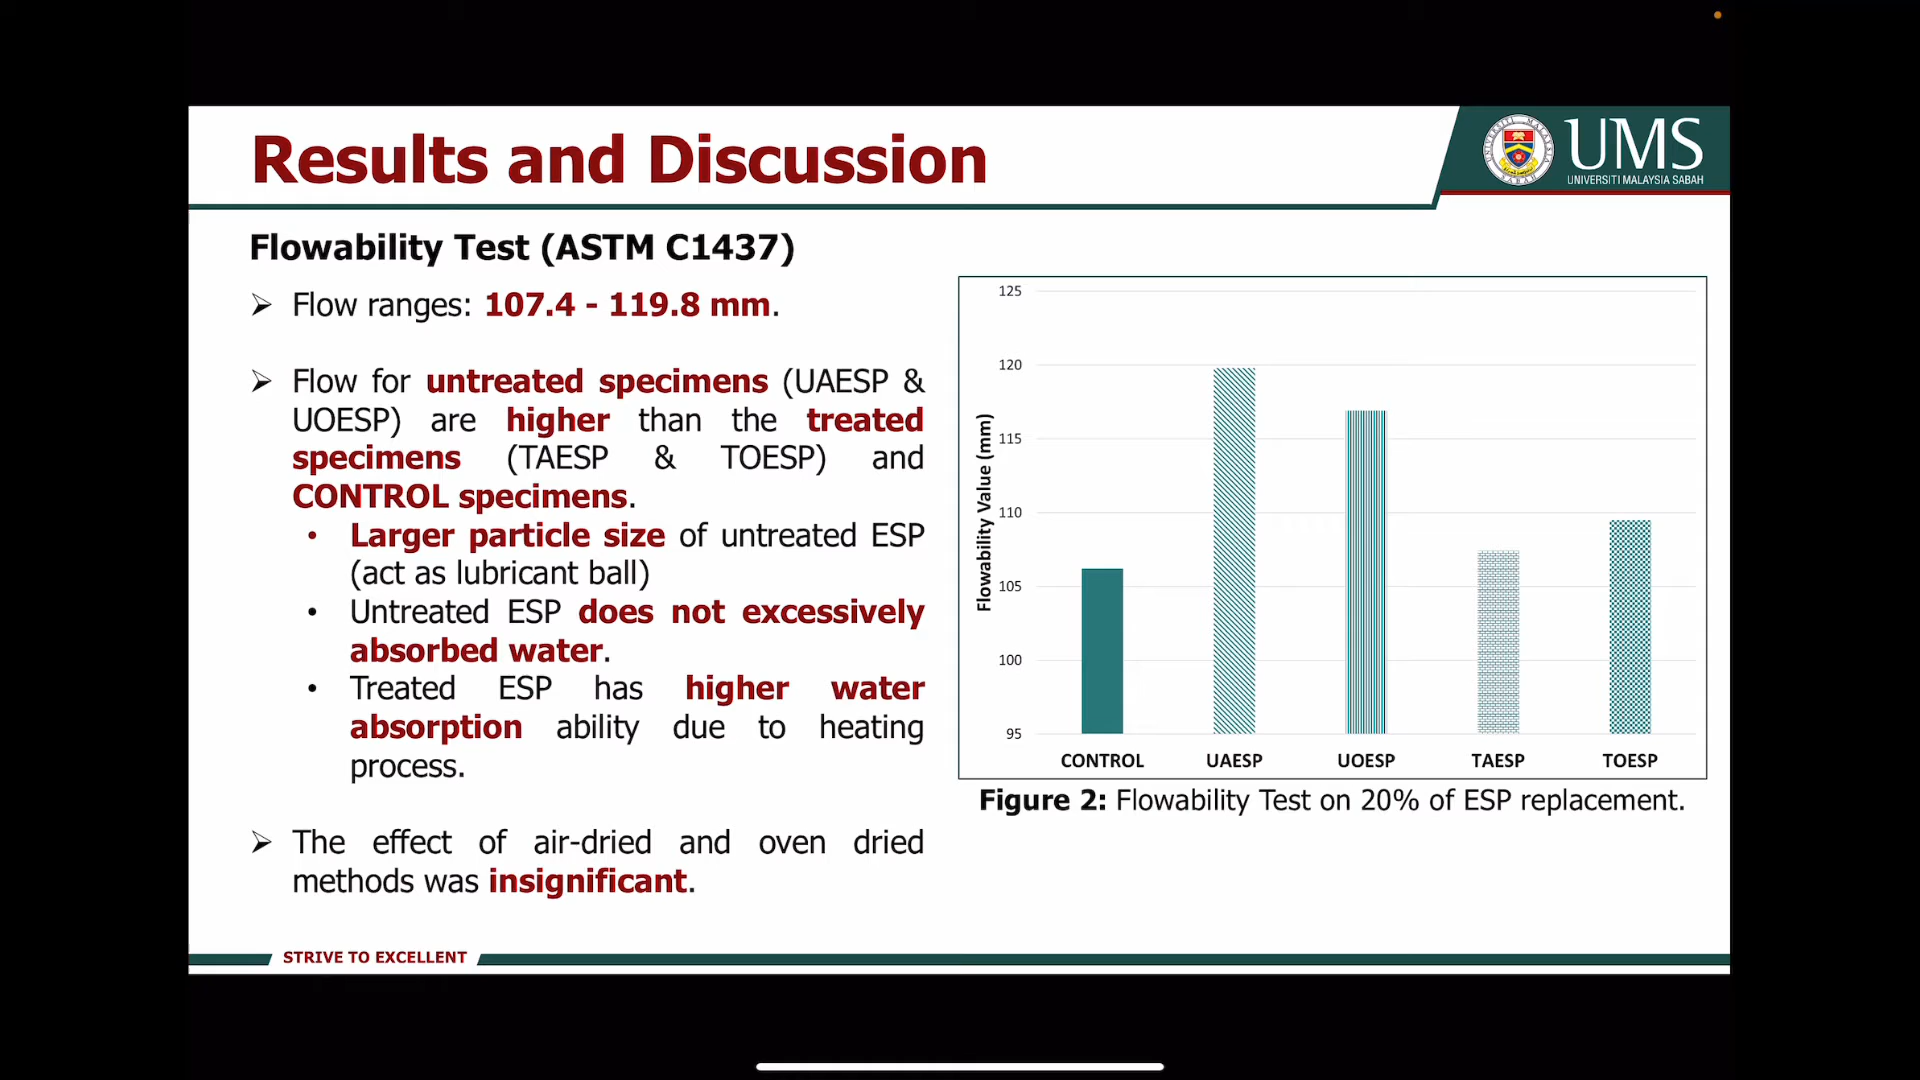 Results and Discussion
UMS
UNIVERSITI MALAYSIA SABAH
Flowability Test (ASTM C1437)
➢ Flow ranges: 107.4 - 119.8 mm.
➢ Flow for untreated specimens (UAESP &
UOESP) are higher than the treated
specimens (TAESP & TOESP) and
CONTROL specimens.
• Larger particle size of untreated ESP
(act as lubricant ball)
• Untreated ESP does not excessively
absorbed water.
• Treated ESP has higher water
absorption ability due to heating
process.
➢ The effect of air-dried and oven dried
methods was insignificant.
Flowability Value (mm)
125
120
115
110
105
100
95
CONTROL UAESP UOESP TAESP TOESP
Figure 2: Flowability Test on 20% of ESP replacement.
STRIVE TO EXCELLENT